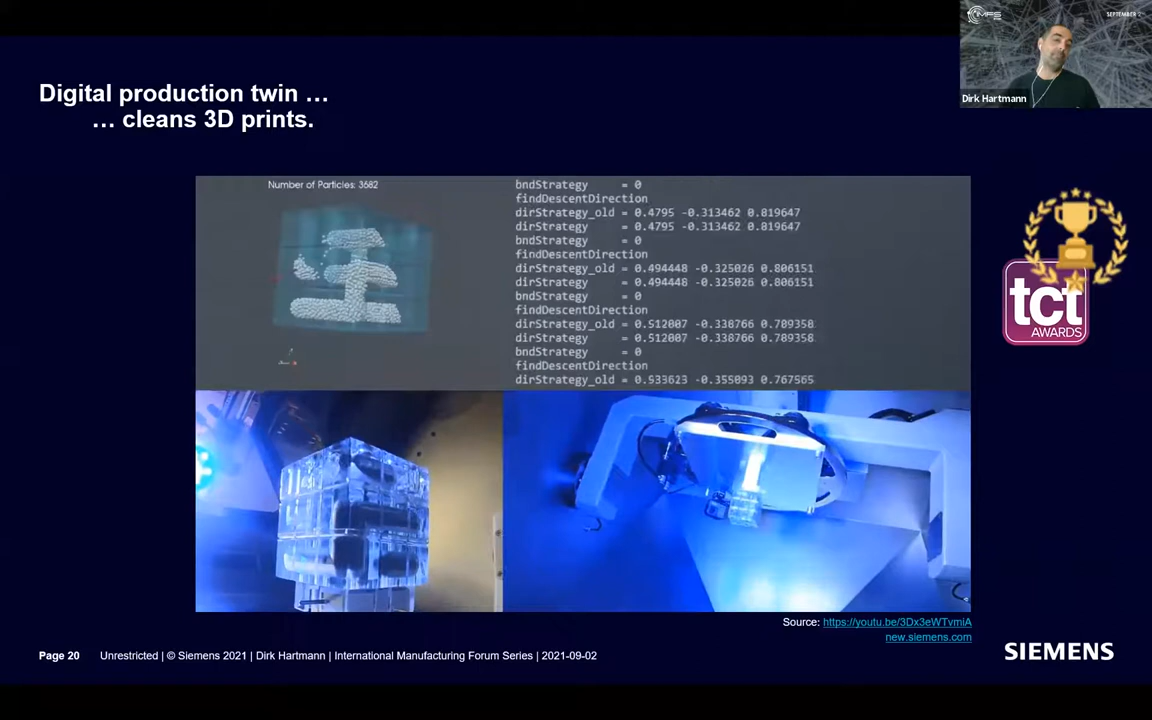 IMFS
SEPTEMBER 2
Dirk Hartmann
Digital production twin …
… cleans 3D prints.
Number of Particles: 3682
bndStrategy = 0
findDescentDirection
dirStrategy_old = 0.4795 -0.313462 0.819647
dirStrategy = 0.4795 -0.313462 0.819647
bndStrategy = 0
findDescentDirection
dirStrategy_old = 0.494448 -0.325026 0.806151
dirStrategy = 0.494448 -0.325026 0.806151
bndStrategy = 0
findDescentDirection
dirStrategy_old = 0.512007 -0.338766 0.789358
dirStrategy = 0.512007 -0.338766 0.789358
bndStrategy = 0
findDescentDirection
dirStrategy_old = 0.533623 -0.355093 0.767565
tct
AWARDS
Source: https://youtu.be/3Dx3eWTvmiA
new.siemens.com
Page 20 Unrestricted | © Siemens 2021 | Dirk Hartmann | International Manufacturing Forum Series | 2021-09-02
SIEMENS